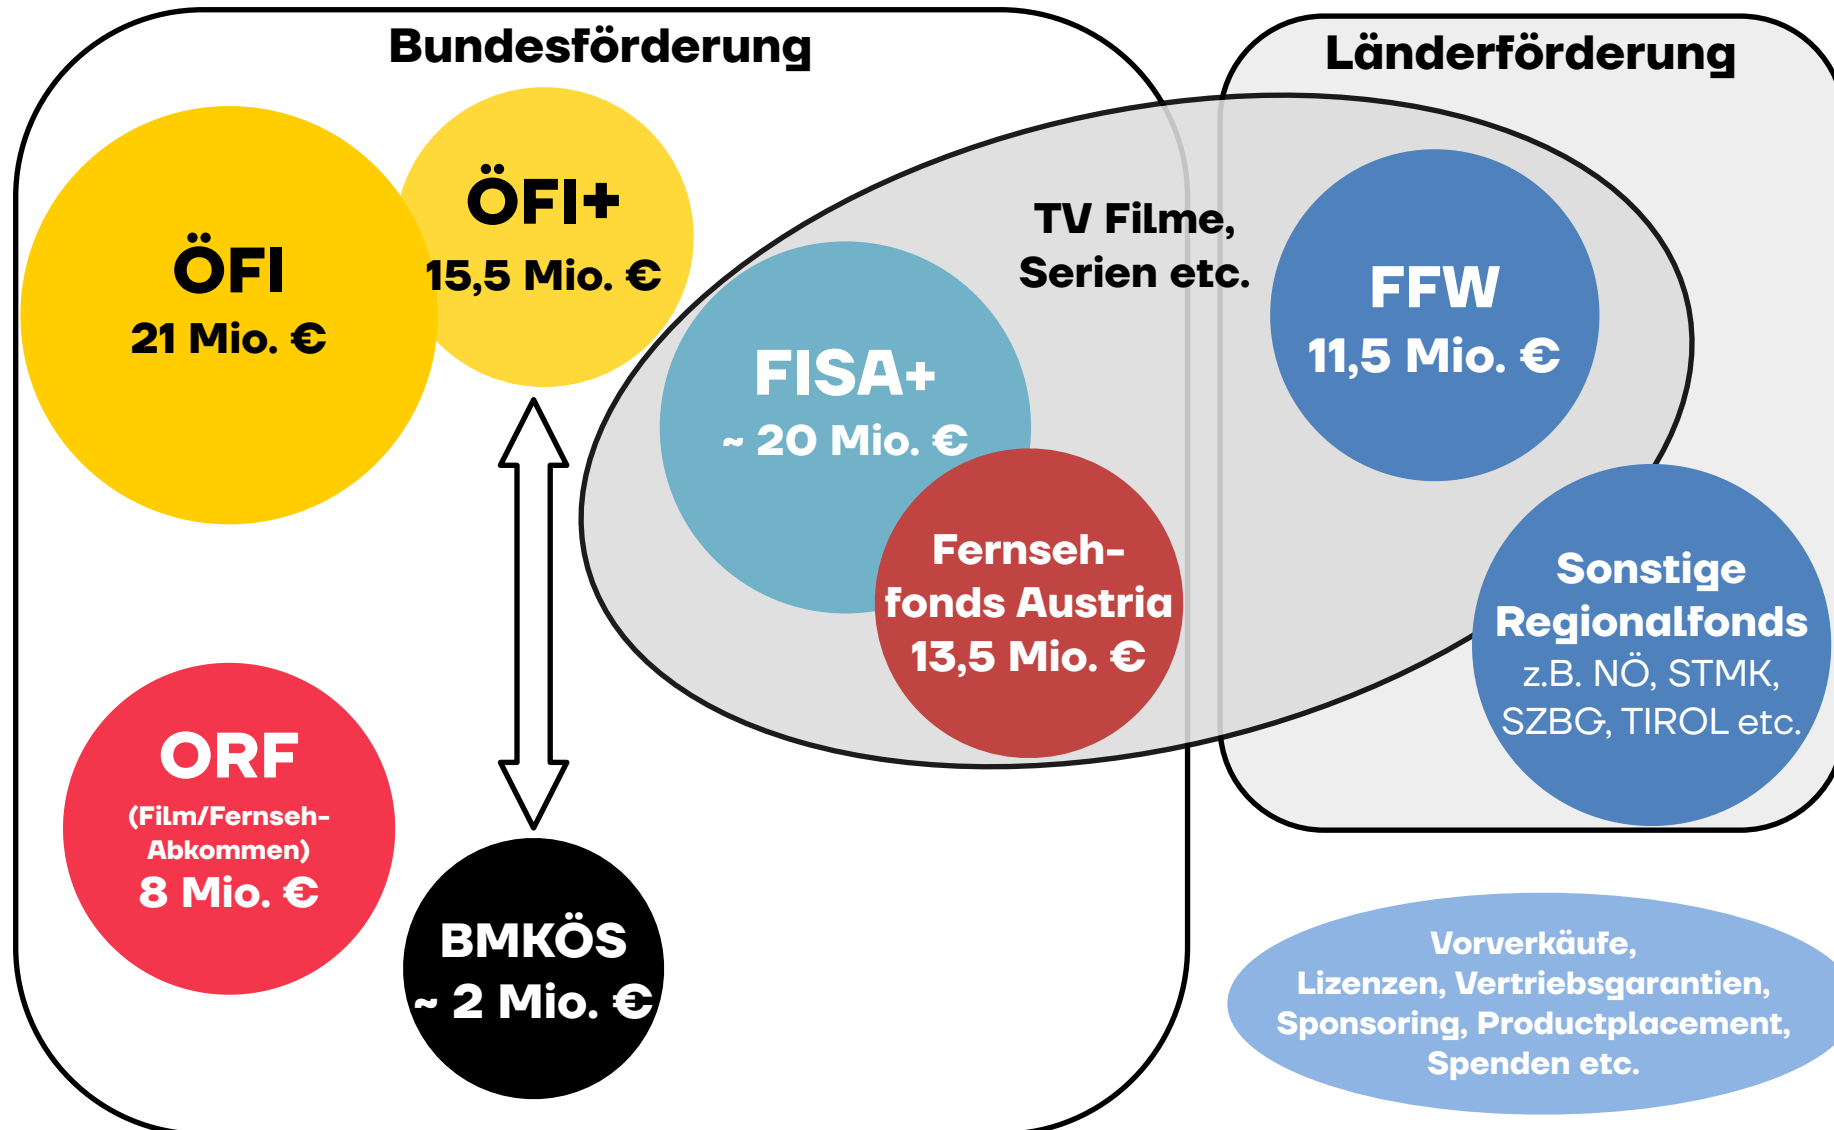 Bundesförderung
Länderförderung
ÖFI
21 Mio. €
ÖFI+
15,5 Mio. €
TV Filme,
Serien etc.
FISA+
~ 20 Mio. €
FFW
11,5 Mio. €
Fernseh-
fonds Austria
13,5 Mio. €
Sonstige
Regionalfonds
z.B. NÖ, STMK,
SZBG, TIROL etc.
ORF
(Film/Fernseh-
Abkommen)
8 Mio. €
BMKÖS
~ 2 Mio. €
Vorverkäufe,
Lizenzen, Vertriebsgarantien,
Sponsoring, Productplacement,
Spenden etc.